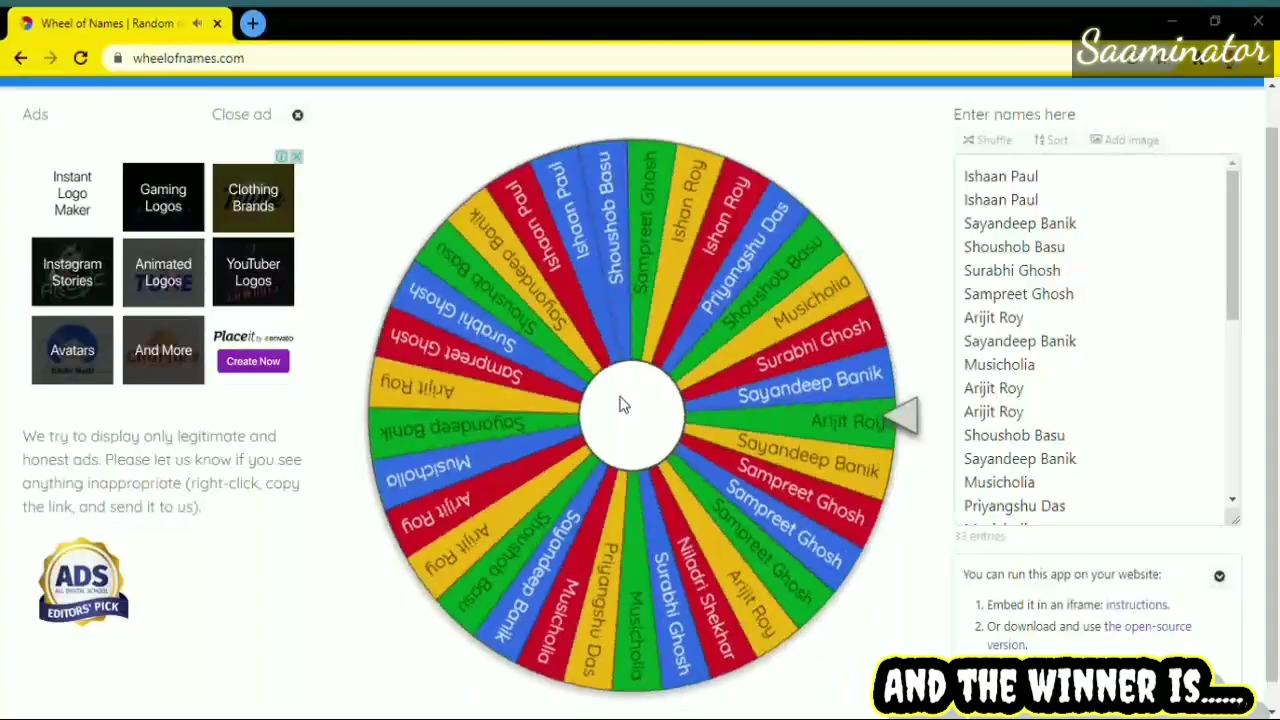 Wheel of Names | Random
Saaminator
wheelofnames.com
Ads
Close ad
Instant
Logo
Maker
Gaming
Logos
Clothing
Brands
Instagram
Stories
Animated
Logos
YouTuber
Logos
Avatars
And More
Placeit by envato
Create Now
We try to display only legitimate and
honest ads. Please let us know if you see
anything inappropriate (right-click, copy
the link, and send it to us).
ADS
ALL DIGITAL SCHOOL
EDITORS' PICK
Shoushob Basu
Sampreet Ghosh
Ishan Roy
Ishan Roy
Priyangshu Das
Shoushob Basu
Musicholia
Surabhi Ghosh
Sayandeep Banik
Arijit Roy
Sayandeep Banik
Sampreet Ghosh
Sampreet Ghosh
Sampreet Ghosh
Arijit Roy
Niladri Shekhar
Surabhi Ghosh
Musicholia
Priyangshu Das
Musicholia
Sayandeep Banik
Shoushob Basu
Arijit Roy
Arijit Roy
Musicholia
Sayandeep Banik
Arijit Roy
Sampreet Ghosh
Surabhi Ghosh
Shoushob Basu
Sayandeep Banik
Ishaan Paul
Ishaan Paul
Enter names here
Shuffle
Sort
Add image
Ishaan Paul
Ishaan Paul
Sayandeep Banik
Shoushob Basu
Surabhi Ghosh
Sampreet Ghosh
Arijit Roy
Sayandeep Banik
Musicholia
Arijit Roy
Arijit Roy
Shoushob Basu
Sayandeep Banik
Musicholia
Priyangshu Das
33 entries
You can run this app on your website:
1. Embed it in an iframe: instructions.
2. Or download and use the open-source
version.
AND THE WINNER IS......